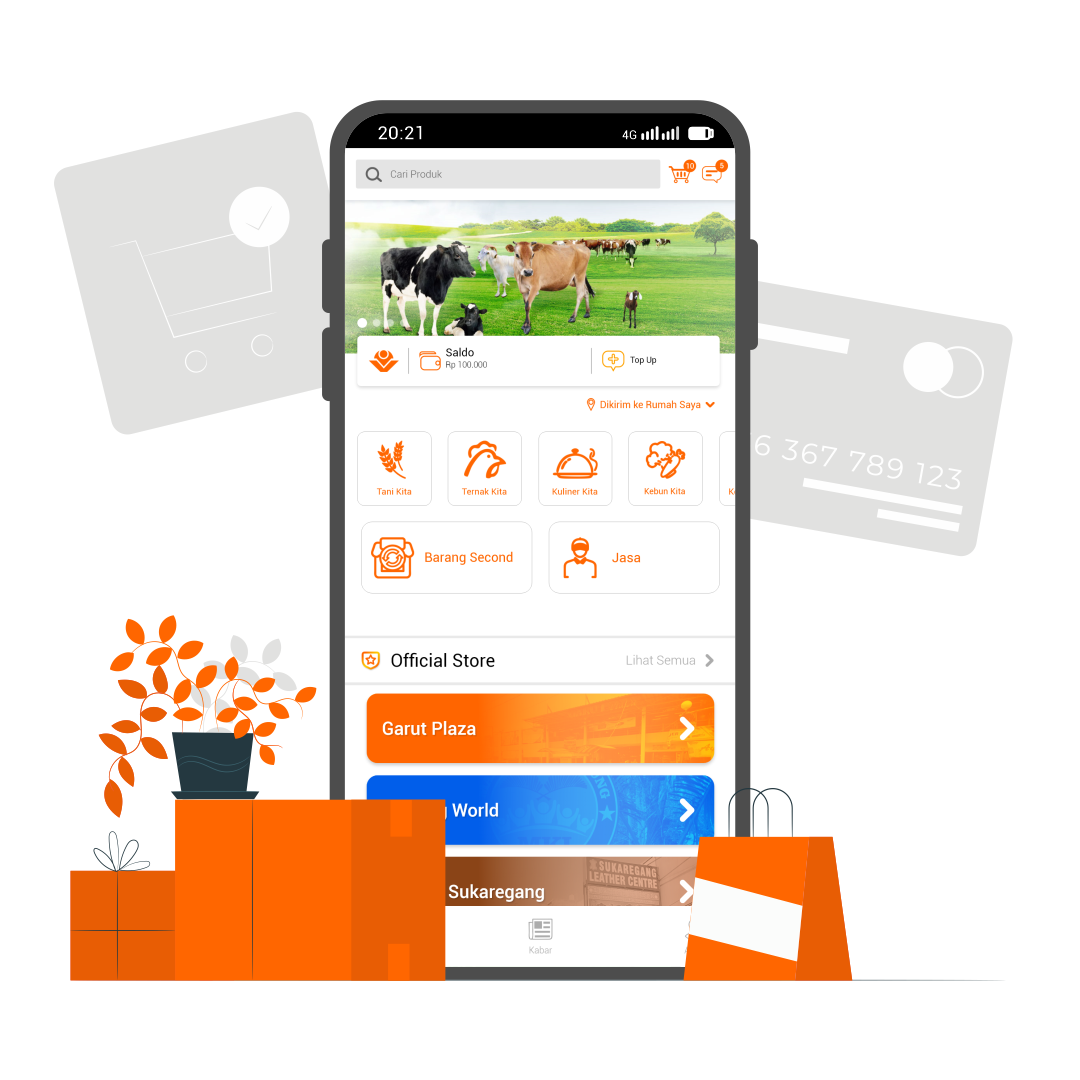 20:21
4G
Cari Produk
10
5
Saldo
Rp 100.000
Top Up
Dikirim ke Rumah Saya
Tani Kita
Ternak Kita
Kuliner Kita
Kebun Kita
Barang Second
Jasa
6 367 789 123
Official Store
Lihat Semua
Garut Plaza
World
SUKAREGANG
LEATHER CENTRE
Sukaregang
Kabar